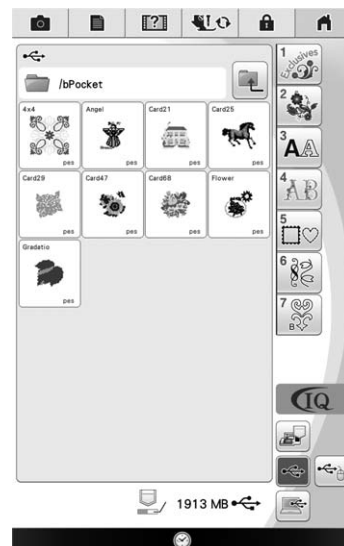 ?
1 Exclusives
/bPocket
2
4x4 Angel Card21 Card25
pes pes pes pes
3 AA
Card29 Card47 Card68 Flower
pes pes pes pes
4 AB
5
Gradatio
pes
6
7
B
IQ
1913 MB